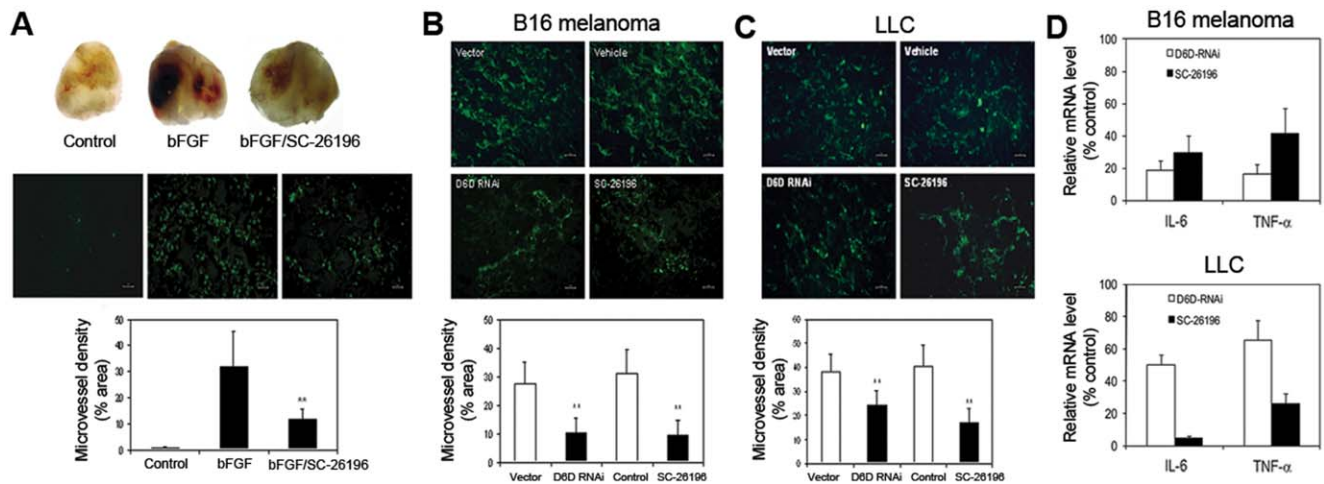 A
Control
bFGF
bFGF/SC-26196
Microvessel density
(% area)
50
40
30
20
10
0
**
Control
bFGF
bFGF/SC-26196
B
B16 melanoma
Vector
Vehicle
D6D RNAi
SC-26196
Microvessel density
(% area)
50
40
30
20
10
0
**
**
Vector
D6D RNAi
Control
SC-26196
C
LLC
Vector
Vehicle
D6D RNAi
SC-26196
Microvessel density
(% area)
60
50
40
30
20
10
0
**
**
Vector
D6D RNAi
Control
SC-26196
D
B16 melanoma
Relative mRNA level
(% control)
100
80
60
40
20
0
D6D-RNAi
SC-26196
IL-6
TNF-α
LLC
Relative mRNA level
(% control)
100
80
60
40
20
0
D6D-RNAi
SC-26196
IL-6
TNF-α